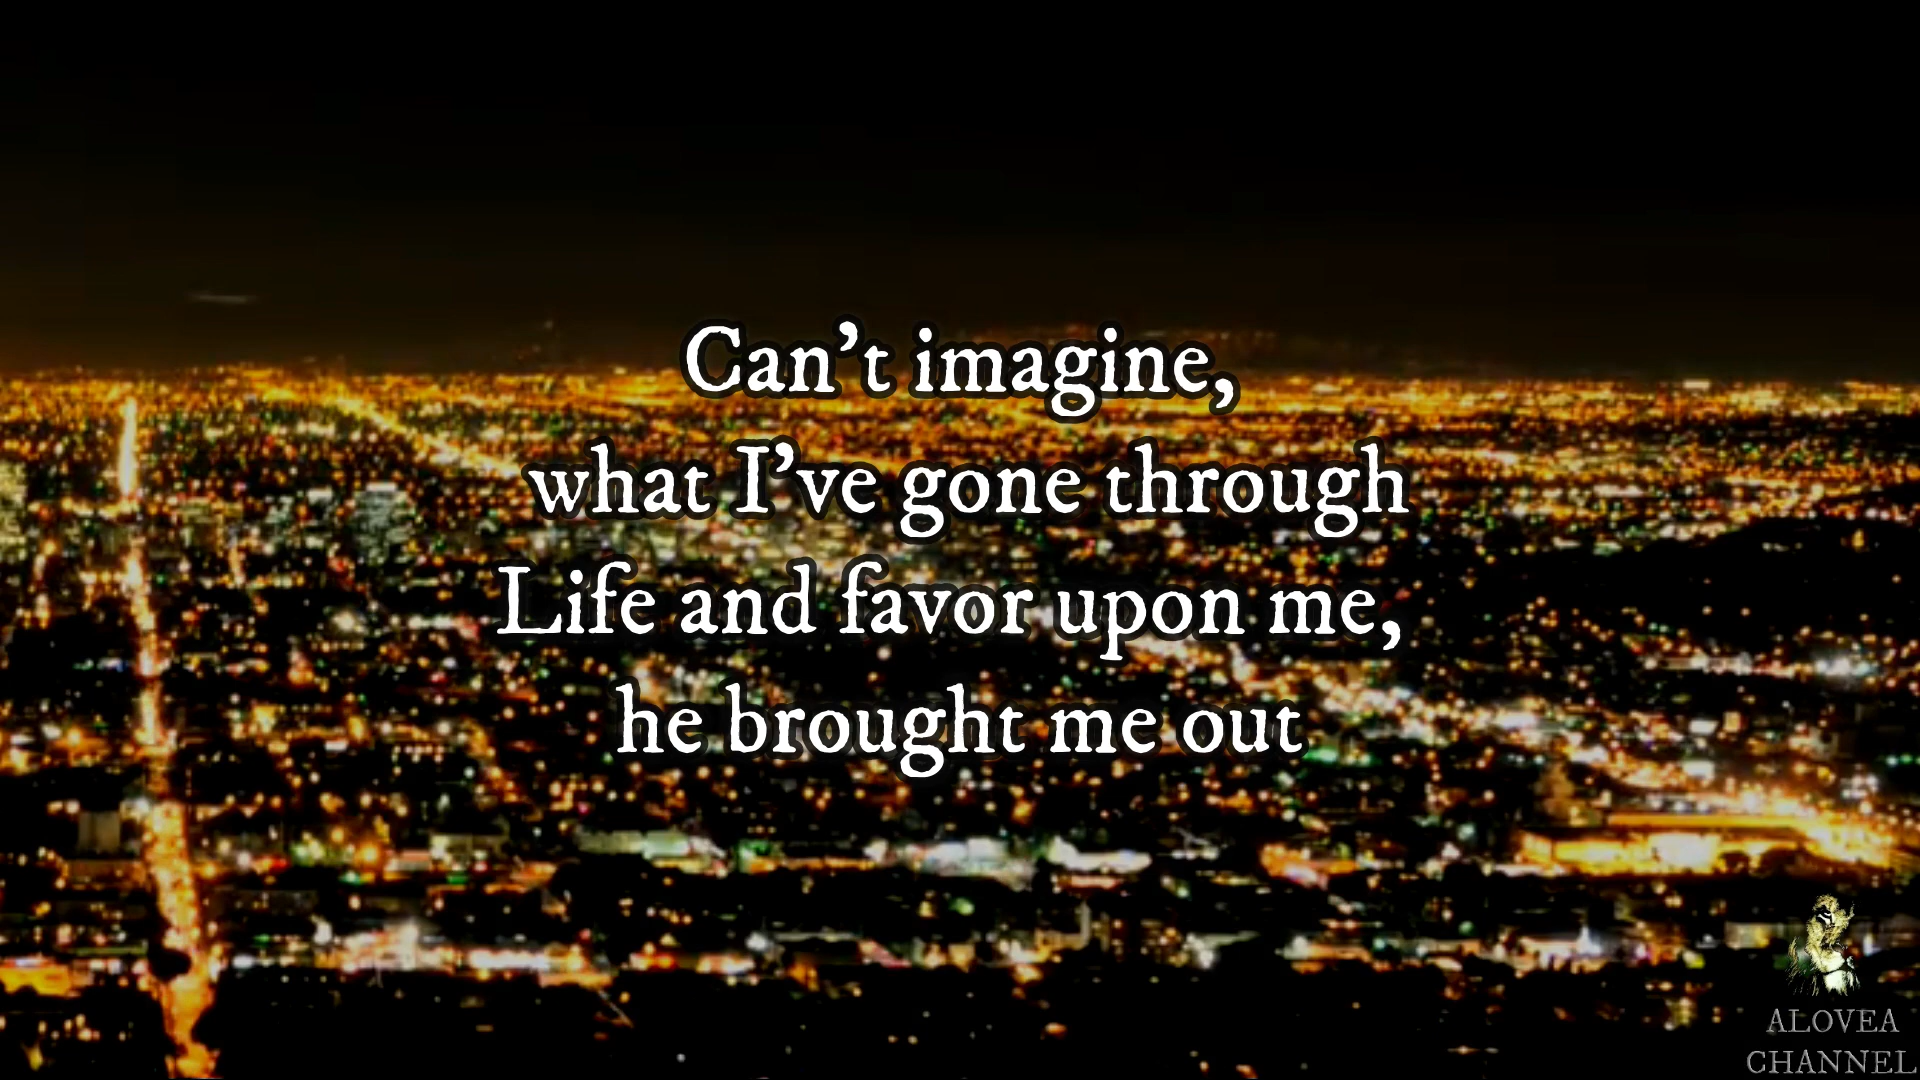 Can't imagine,
what I've gone through
Life and favor upon me,
he brought me out
ALOVEA
CHANNEL